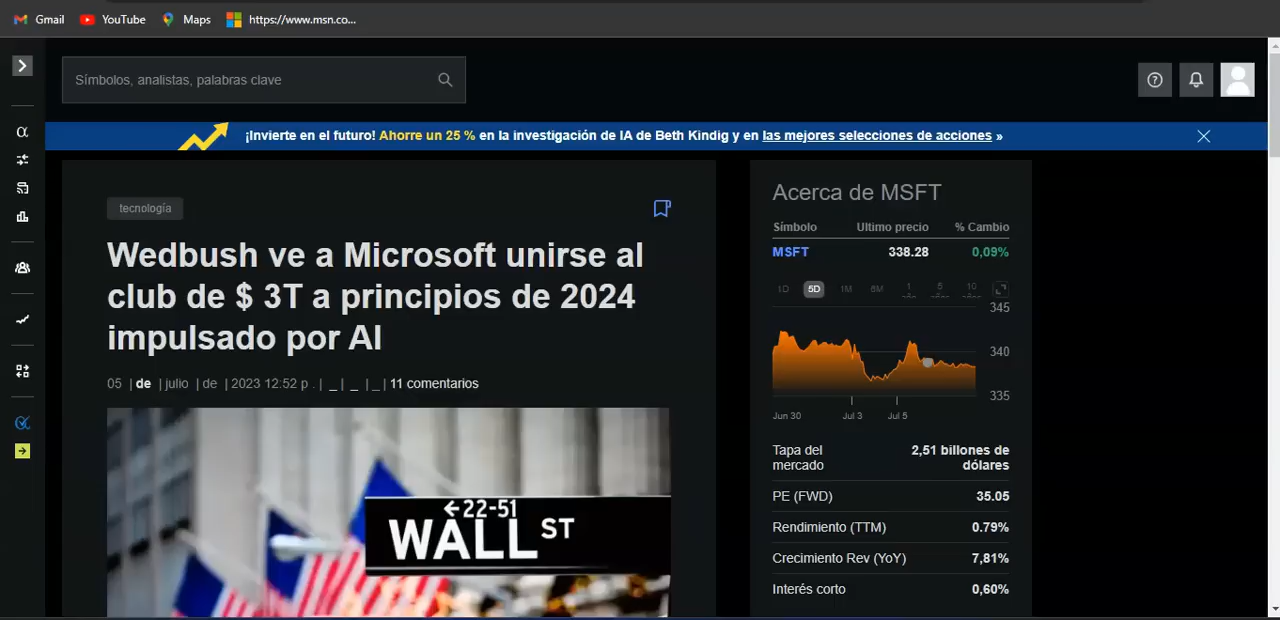 Gmail
YouTube
Maps
https://www.msn.co...
Símbolos, analistas, palabras clave
¡Invierte en el futuro! Ahorre un 25 % en la investigación de IA de Beth Kindig y en las mejores selecciones de acciones »
tecnología
Wedbush ve a Microsoft unirse al
club de $ 3T a principios de 2024
impulsado por AI
05 | de | julio | de | 2023 12:52 p . | _ | _ | _ | 11 comentarios
22-51
WALL ST
Acerca de MSFT
Símbolo Ultimo precio % Cambio
MSFT 338.28 0,09%
1D 5D 1M 6M 1 5 10
345
340
335
Jun 30 Jul 3 Jul 5
Tapa del mercado 2,51 billones de dólares
PE (FWD) 35.05
Rendimiento (TTM) 0.79%
Crecimiento Rev (YoY) 7,81%
Interés corto 0,60%